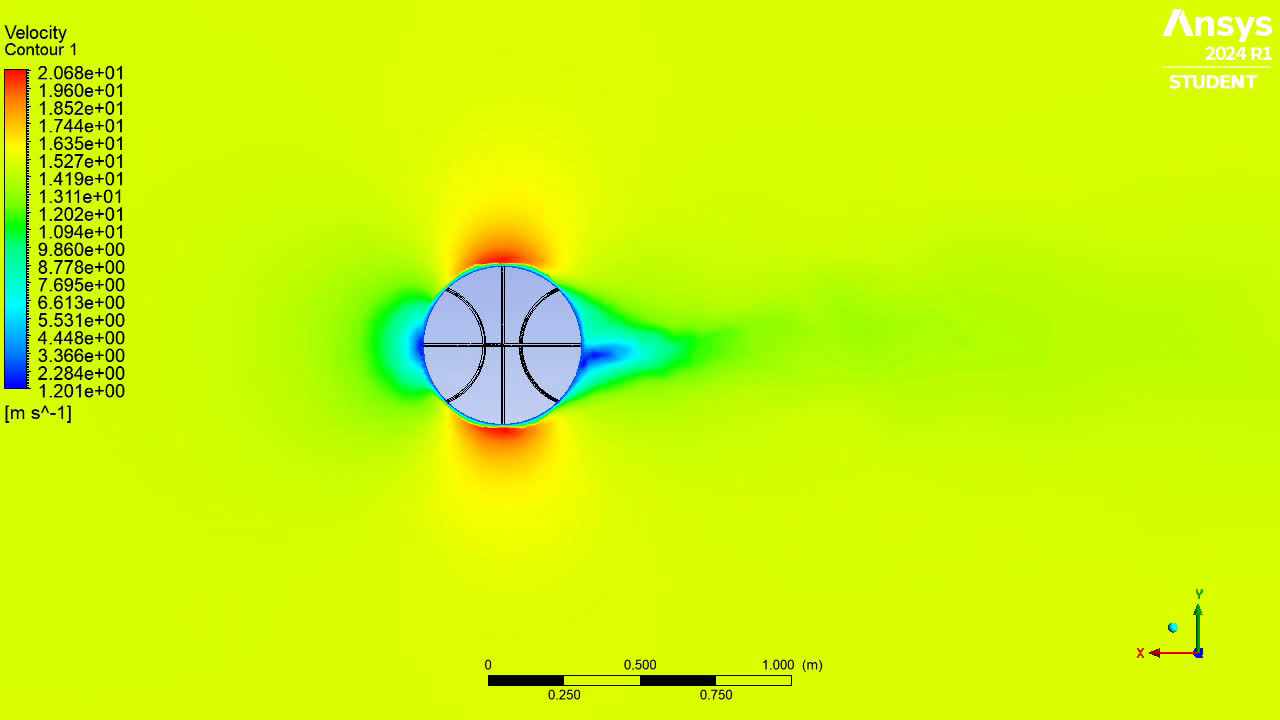 Velocity
Contour 1
2.068e+01
1.960e+01
1.852e+01
1.744e+01
1.635e+01
1.527e+01
1.419e+01
1.311e+01
1.202e+01
1.094e+01
9.860e+00
8.778e+00
7.695e+00
6.613e+00
5.531e+00
4.448e+00
3.366e+00
2.284e+00
1.201e+00
[m s^-1]
Ansys
2024 R1
STUDENT
Y
X
0 0.500 1.000 (m)
0.250 0.750